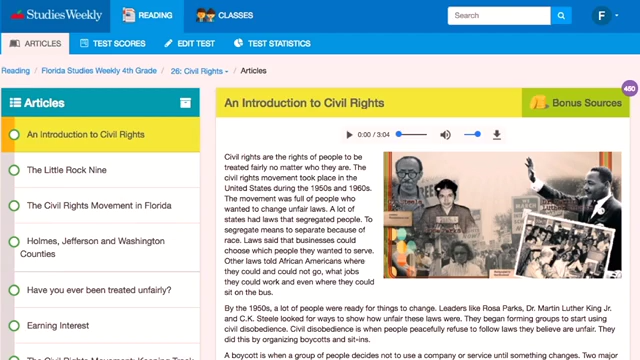 StudiesWeekly
READING
CLASSES
Search
F
ARTICLES
TEST SCORES
EDIT TEST
TEST STATISTICS
Reading / Florida Studies Weekly 4th Grade / 26: Civil Rights / Articles
450
Articles
An Introduction to Civil Rights
The Little Rock Nine
The Civil Rights Movement in Florida
Holmes, Jefferson and Washington
Counties
Have you ever been treated unfairly?
Earning Interest
An Introduction to Civil Rights
Bonus Sources
0:00 / 3:04
Civil rights are the rights of people to be
treated fairly no matter who they are. The
civil rights movement took place in the
United States during the 1950s and 1960s.
The movement was full of people who
wanted to change unfair laws. A lot of
states had laws that segregated people. To
segregate means to separate because of
race. Laws said that businesses could
choose which people they wanted to serve.
Other laws told African Americans where
they could and could not go, what jobs
they could work and even where they could
sit on the bus.
By the 1950s, a lot of people were ready for things to change. Leaders like Rosa Parks, Dr. Martin Luther King Jr.
and C.K. Steele looked for ways to show how unfair these laws were. They began forming groups to start using
civil disobedience. Civil disobedience is when people peacefully refuse to follow laws they believe are unfair. They
did this by organizing boycotts and sit-ins.
A boycott is when a group of people decides not to use a company or service until something changes. Two major